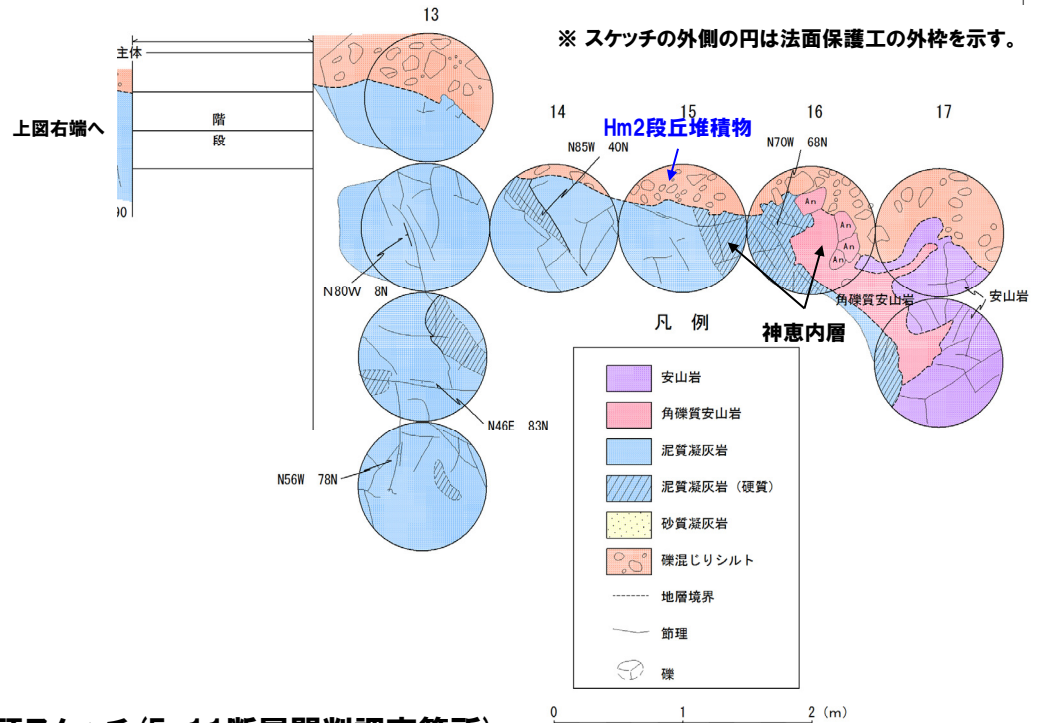 13
※ スケッチの外側の円は法面保護工の外枠を示す。
主体
上図右端へ
階
段
90
14
15
16
17
Hm2段丘堆積物
N85W 40N
N70W 68N
An
An
An
An
N80W 8N
角礫質安山岩
安山岩
神恵内層
N46E 83N
N56W 78N
凡 例
安山岩
角礫質安山岩
泥質凝灰岩
泥質凝灰岩（硬質）
砂質凝灰岩
礫混じりシルト
地層境界
節理
礫
0 1 2 (m)